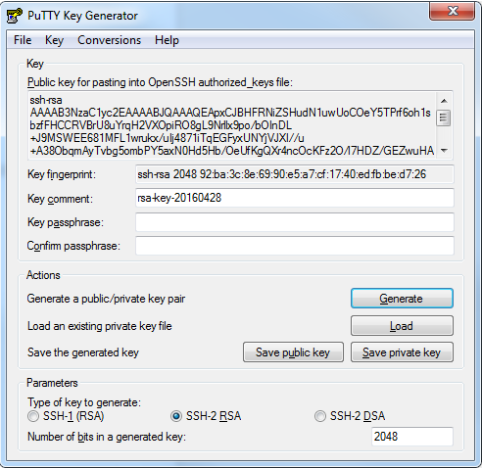 PuTTY Key Generator
File Key Conversions Help
Key
Public key for pasting into OpenSSH authorized_keys file:
ssh-rsa
AAAAB3NzaC1yc2EAAAABJQAAAQEApxCJBHFRNiZSHudN1uwUoCOeY5TPrf6oh1s
bzfFHCCRVBrU8uYrqH2VXOpiRO8gL9Nrllx9po/bOInDL
+J9MSWEE681MFL1wrukx/ulj4871iTqEGFyxUNYjVJXI//u
+A38ObqmAyTvbg5ombPY5axN0Hd5Hb/OeUfKgQXr4ncOcKFz2O/I7HDZ/GEZwuHA
Key fingerprint: ssh-rsa 2048 92:ba:3c:8e:69:90:e5:a7:cf:17:40:ed:fb:be:d7:26
Key comment: rsa-key-20160428
Key passphrase:
Confirm passphrase:
Actions
Generate a public/private key pair Generate
Load an existing private key file Load
Save the generated key Save public key Save private key
Parameters
Type of key to generate:
SSH-1 (RSA) SSH-2 RSA SSH-2 DSA
Number of bits in a generated key: 2048